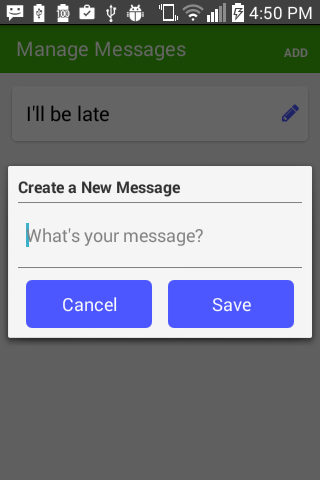 4:50 PM
Manage Messages
ADD
I'll be late
Create a New Message
What's your message?
Cancel
Save